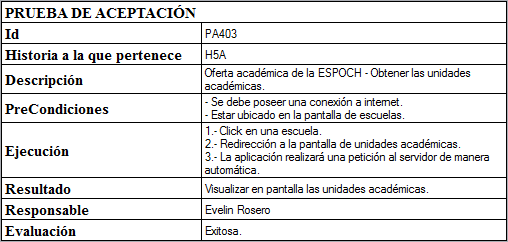 PRUEBA DE ACEPTACIÓN
Id PA403
Historia a la que pertenece H5A
Descripción Oferta académica de la ESPOCH - Obtener las unidades
académicas.
PreCondiciones - Se debe poseer una conexión a internet.
- Estar ubicado en la pantalla de escuelas.
Ejecución 1.- Click en una escuela.
2.- Redirección a la pantalla de unidades académicas.
3.- La aplicación realizará una petición al servidor de manera
automática.
Resultado Visualizar en pantalla las unidades académicas.
Responsable Evelin Rosero
Evaluación Exitosa.